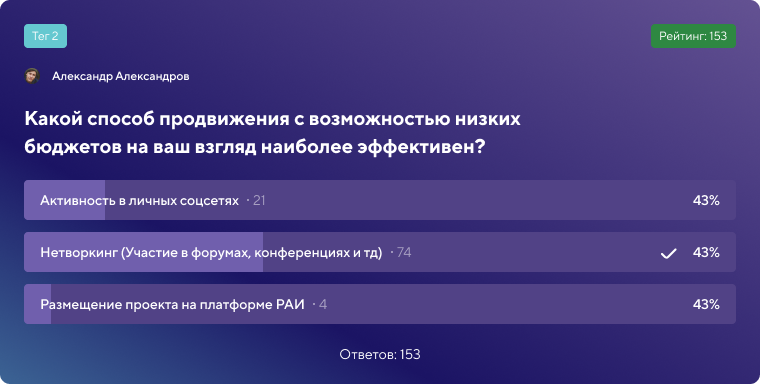 Тег 2
Рейтинг: 153
Александр Александров
Какой способ продвижения с возможностью низких
бюджетов на ваш взгляд наиболее эффективен?
Активность в личных соцсетях · 21 43%
Нетворкинг (Участие в форумах, конференциях и тд) · 74 43%
Размещение проекта на платформе РАИ · 4 43%
Ответов: 153